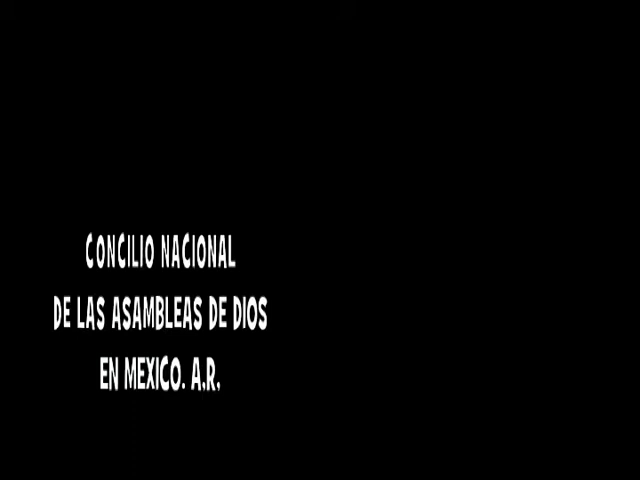 CONCILIO NACIONAL
DE LAS ASAMBLEAS DE DIOS
EN MEXICO. A.R.